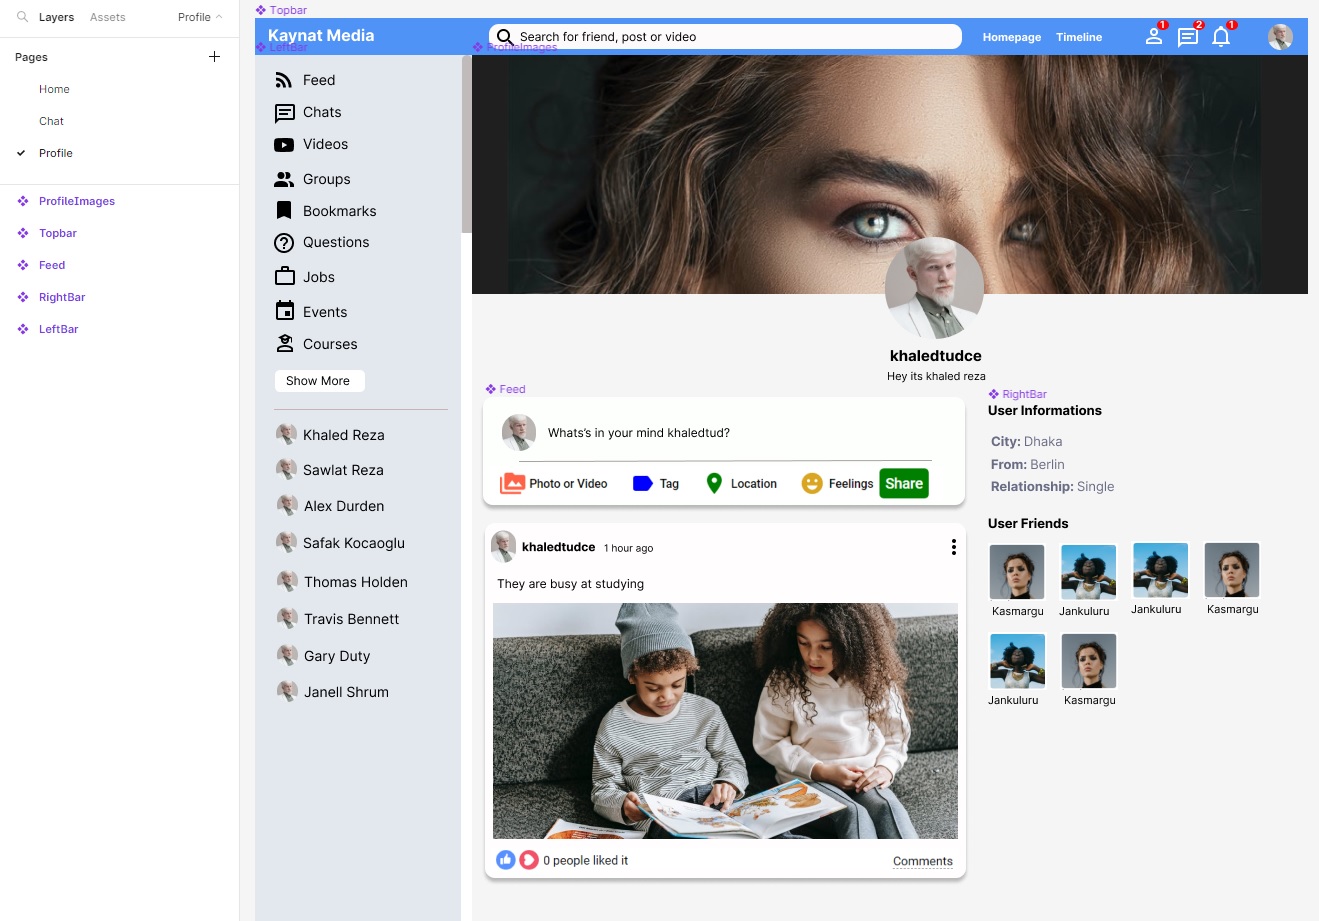 Layers
Assets
Profile
Pages
Home
Chat
Profile
ProfileImages
Topbar
Feed
RightBar
LeftBar
Topbar
Kaynat Media
Search for friend, post or video
Homepage
Timeline
1
2
1
LeftBar
ProfileImages
Feed
Chats
Videos
Groups
Bookmarks
Questions
Jobs
Events
Courses
Show More
Khaled Reza
Sawlat Reza
Alex Durden
Safak Kocaoglu
Thomas Holden
Travis Bennett
Gary Duty
Janell Shrum
khaledtudce
Hey its khaled reza
Feed
Whats's in your mind khaledtud?
Photo or Video
Tag
Location
Feelings
Share
khaledtudce 1 hour ago
They are busy at studying
0 people liked it
Comments
RightBar
User Informations
City: Dhaka
From: Berlin
Relationship: Single
User Friends
Kasmargu
Jankuluru
Jankuluru
Kasmargu
Jankuluru
Kasmargu